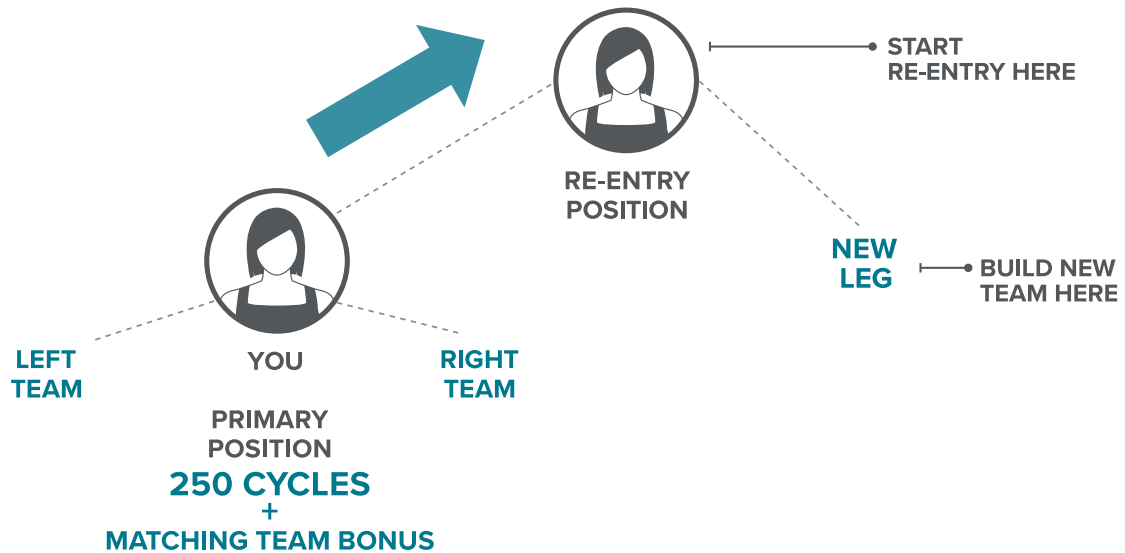 START
RE-ENTRY HERE
RE-ENTRY
POSITION
NEW
LEG
BUILD NEW
TEAM HERE
LEFT
TEAM
YOU
RIGHT
TEAM
PRIMARY
POSITION
250 CYCLES
+
MATCHING TEAM BONUS